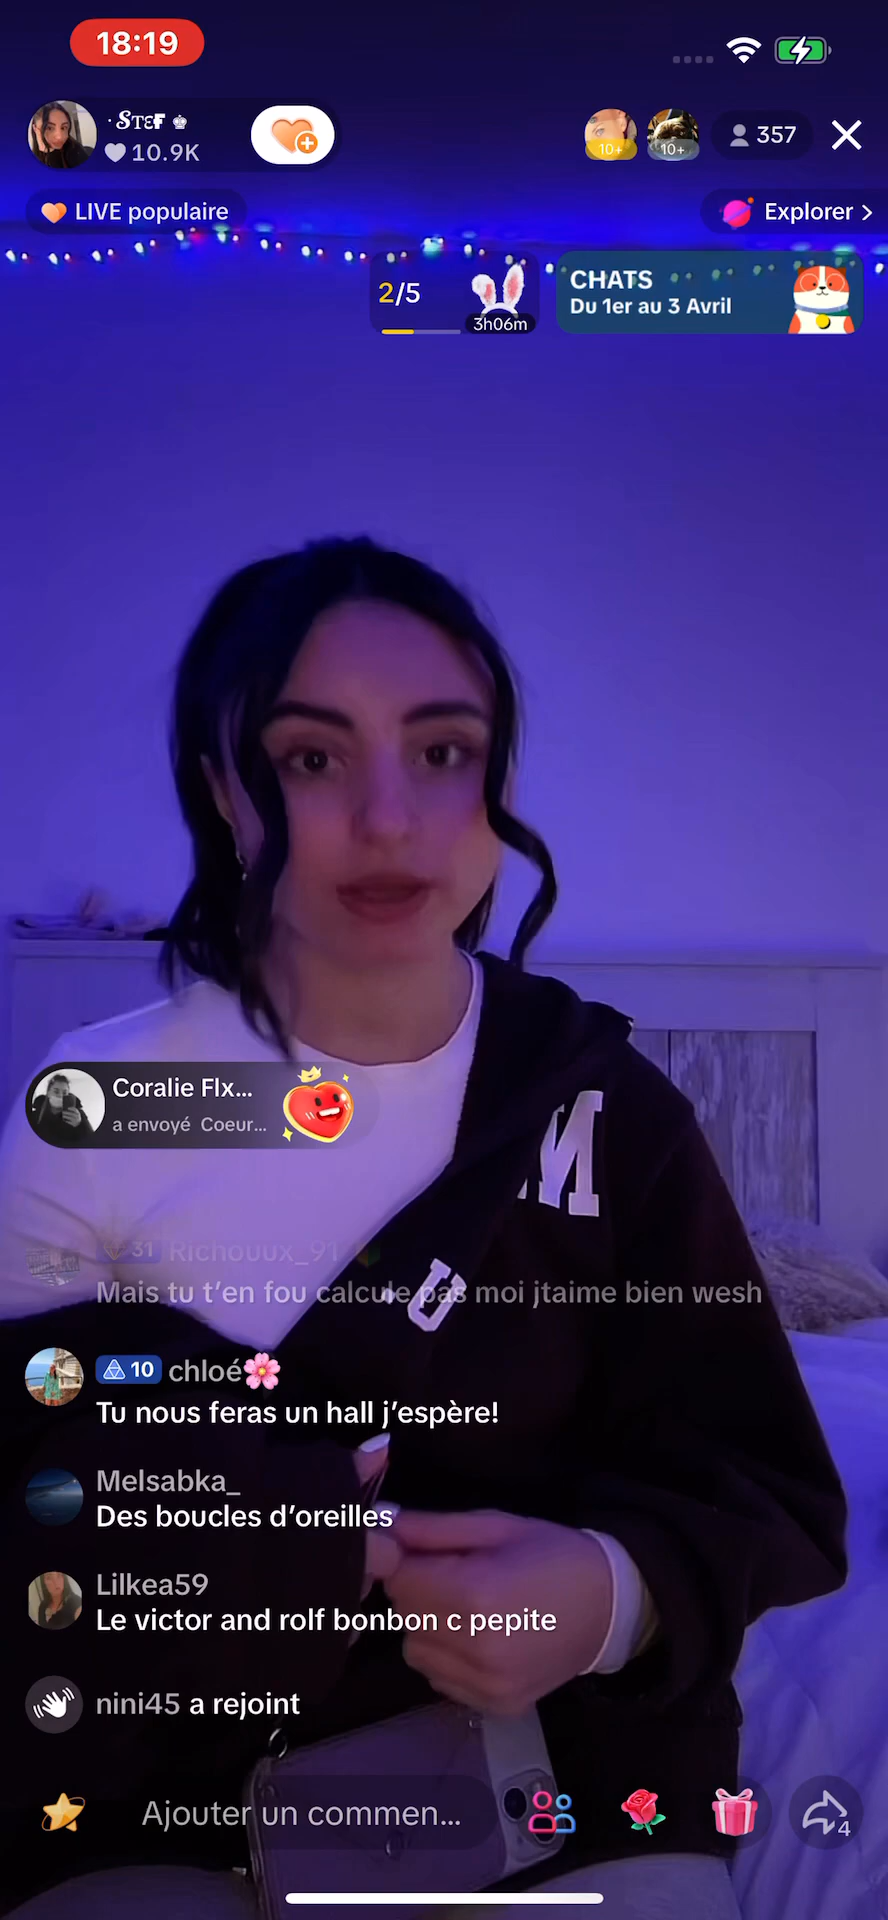 18:19
· 𝓢ᴛᴇ𝐅 ♚
10.9K
10+
10+
357
LIVE populaire
Explorer >
2/5
3h06m
CHATS
Du 1er au 3 Avril
M
U
Coralie Flx...
a envoyé Coeur...
31 Richouux_91
Mais tu t’en fou calcule pas moi jtaime bien wesh
10 chloé🌸
Tu nous feras un hall j’espère!
Melsabka_
Des boucles d’oreilles
Lilkea59
Le victor and rolf bonbon c pepite
nini45 a rejoint
Ajouter un commen...
4